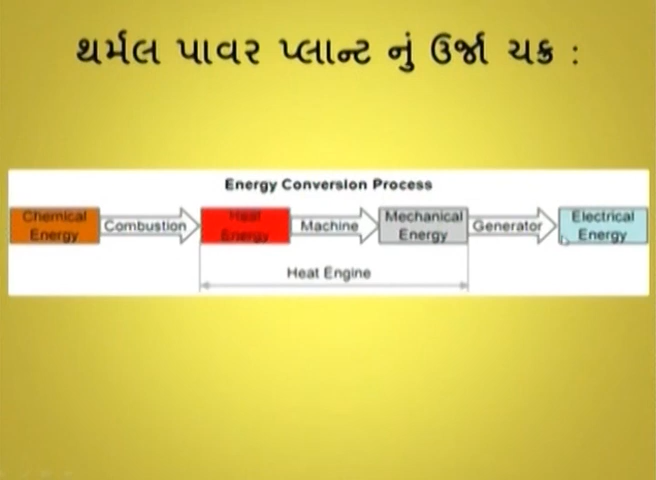 થર્મલ પાવર પ્લાન્ટ નું ઉર્જા ચક્ર :
Energy Conversion Process
Chemical Energy
Combustion
Heat Energy
Machine
Mechanical Energy
Generator
Electrical Energy
Heat Engine